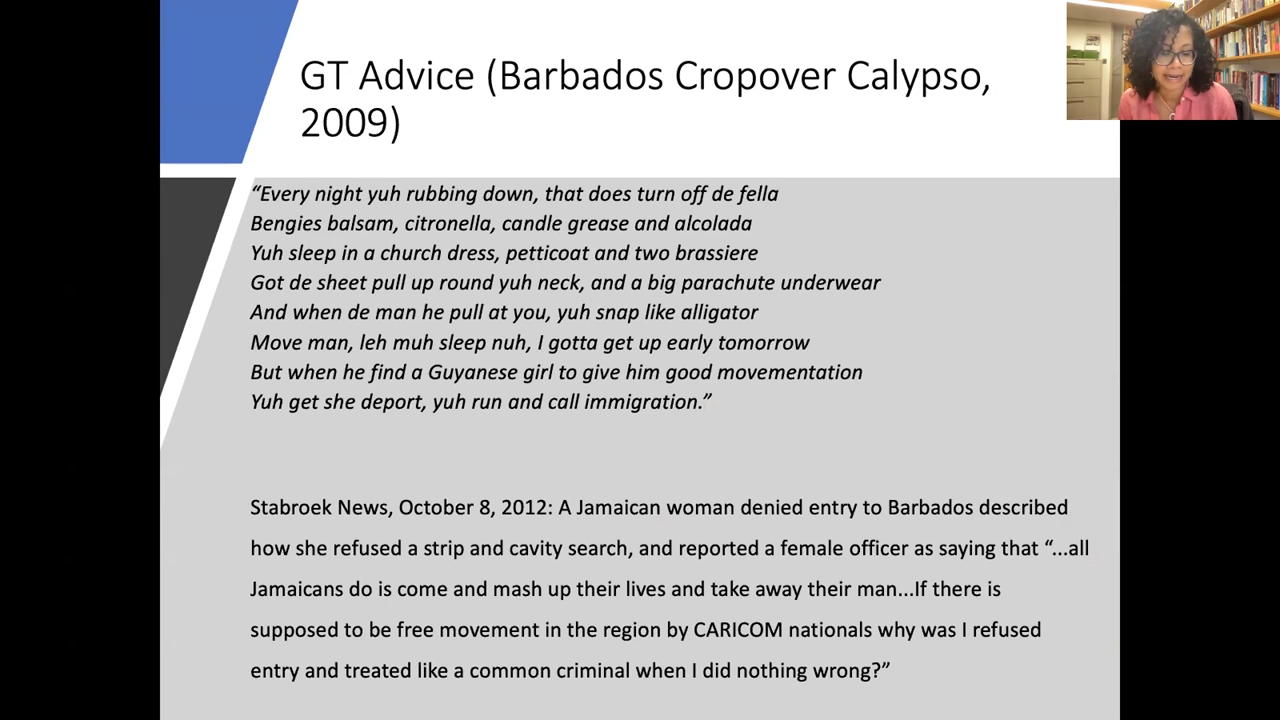 GT Advice (Barbados Cropover Calypso,
2009)
“Every night yuh rubbing down, that does turn off de fella
Bengies balsam, citronella, candle grease and alcolada
Yuh sleep in a church dress, petticoat and two brassiere
Got de sheet pull up round yuh neck, and a big parachute underwear
And when de man he pull at you, yuh snap like alligator
Move man, leh muh sleep nuh, I gotta get up early tomorrow
But when he find a Guyanese girl to give him good movementation
Yuh get she deport, yuh run and call immigration.”
Stabroek News, October 8, 2012: A Jamaican woman denied entry to Barbados described
how she refused a strip and cavity search, and reported a female officer as saying that “...all
Jamaicans do is come and mash up their lives and take away their man...If there is
supposed to be free movement in the region by CARICOM nationals why was I refused
entry and treated like a common criminal when I did nothing wrong?”